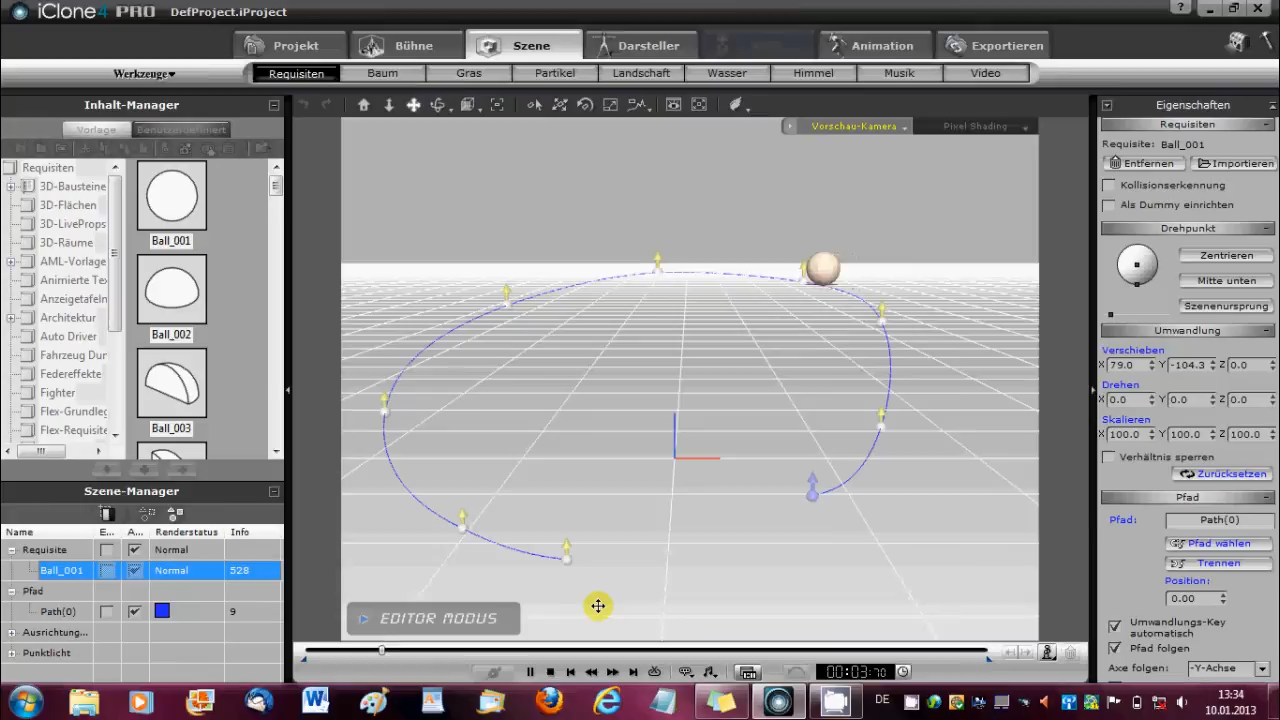 iClone4 PRO DefProject.iProject
Projekt Bühne Szene Darsteller Animation Exportieren
Werkzeuge Requisiten Baum Gras Partikel Landschaft Wasser Himmel Musik Video
Inhalt-Manager
Vorlage Benutzerdefiniert
Requisiten
3D-Bausteine
3D-Flächen
3D-LiveProps
3D-Räume
AML-Vorlage
Animierte Te
Anzeigetafeln
Architektur
Auto Driver
Fahrzeug Dun
Federeffekte
Fighter
Flex-Grundleg
Flex-Requisite
Ball_001
Ball_002
Ball_003
Vorschau-Kamera Pixel Shading
EDITOR MODUS
Szene-Manager
Name E... A... Renderstatus Info
Requisite Normal
Ball_001 Normal 528
Pfad
Path(0) 9
Ausrichtung...
Punktlicht
00:03:70
Eigenschaften
Requisiten
Requisite: Ball_001
Entfernen Importieren
Kollisionserkennung
Als Dummy einrichten
Drehpunkt
Zentrieren
Mitte unten
Szenenursprung
Umwandlung
Verschieben
X 79.0 Y -104.3 Z 0.0
Drehen
X 0.0 Y 0.0 Z 0.0
Skalieren
X 100.0 Y 100.0 Z 100.0
Verhältnis sperren
Zurücksetzen
Pfad
Pfad: Path(0)
Pfad wählen
Trennen
Position:
0.00
Umwandlungs-Key
automatisch
Pfad folgen
Axe folgen: -Y-Achse
DE
13:34
10.01.2013